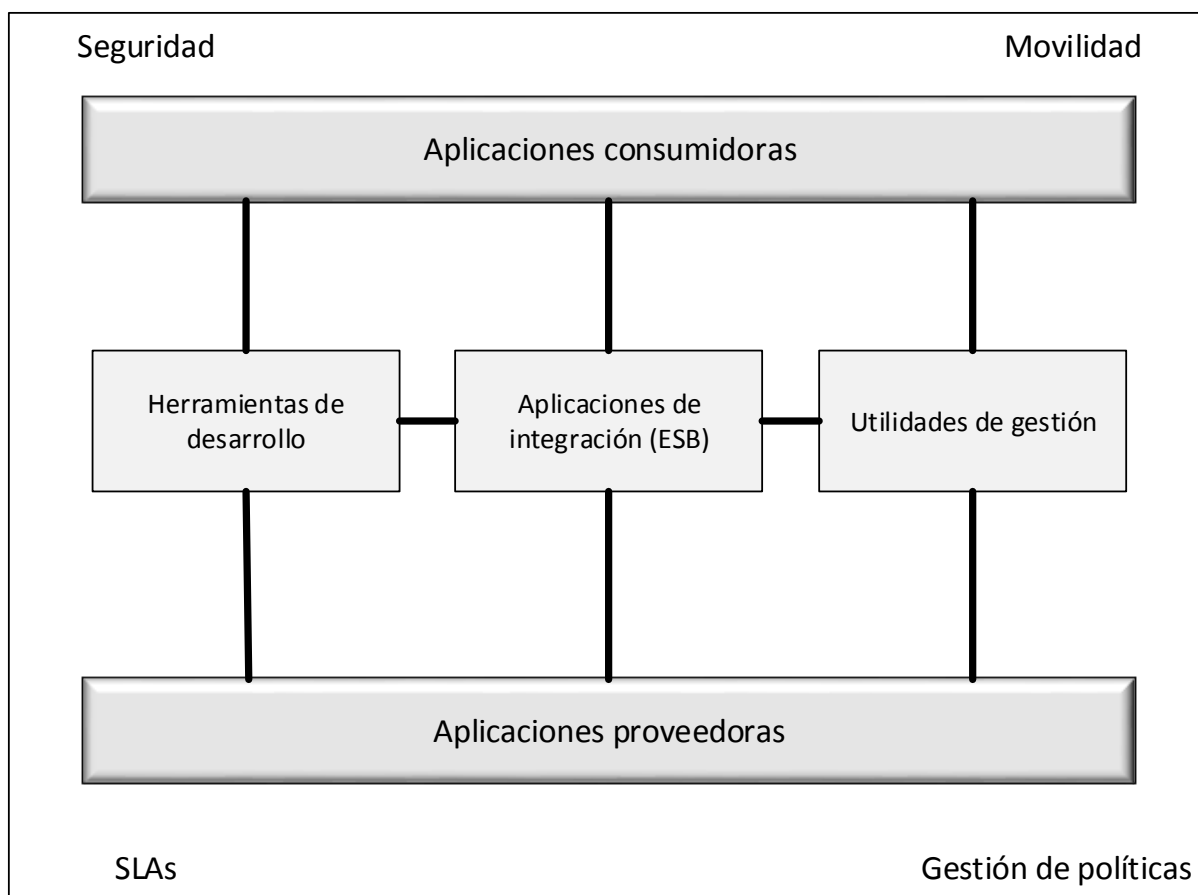 Seguridad
Movilidad
Aplicaciones consumidoras
Herramientas de
desarrollo
Aplicaciones de
integración (ESB)
Utilidades de gestión
Aplicaciones proveedoras
SLAs
Gestión de políticas